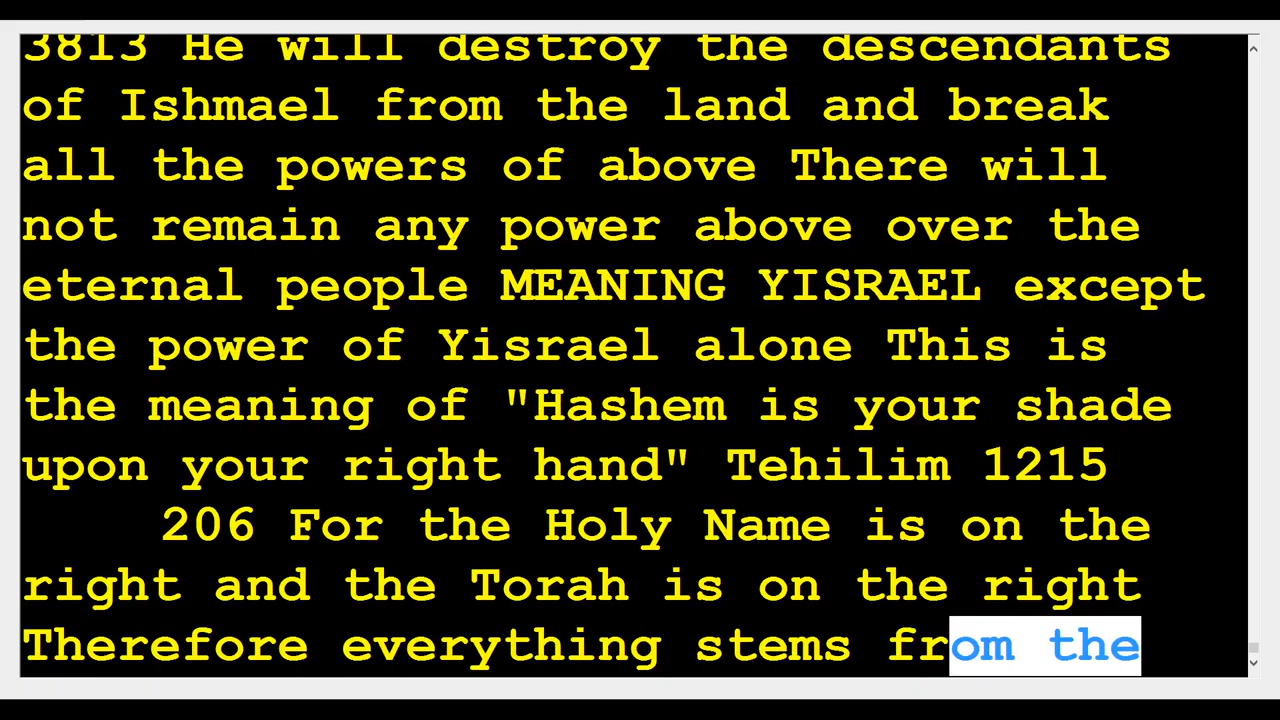 3813 He will destroy the descendants
of Ishmael from the land and break
all the powers of above There will
not remain any power above over the
eternal people MEANING YISRAEL except
the power of Yisrael alone This is
the meaning of "Hashem is your shade
upon your right hand" Tehilim 1215
206 For the Holy Name is on the
right and the Torah is on the right
Therefore everything stems from the